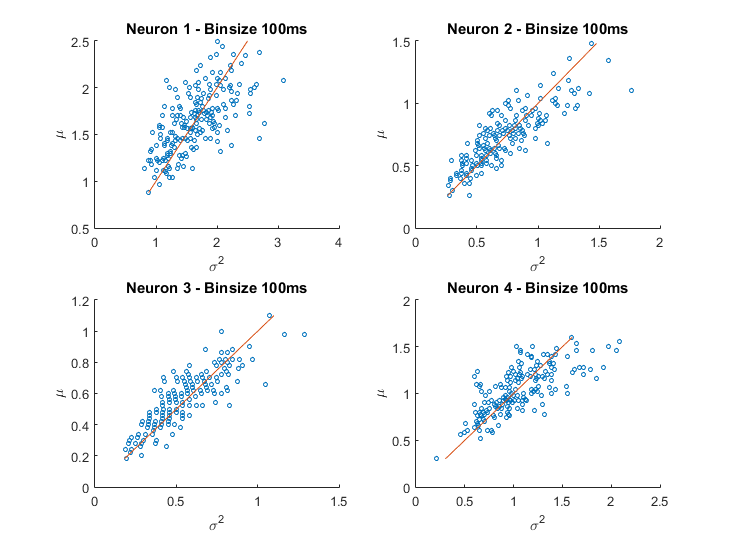 Neuron 1 - Binsize 100ms
2.5
2
1.5
1
0.5
μ
0 1 2 3 4
σ²
Neuron 2 - Binsize 100ms
1.5
1
0.5
0
μ
0 0.5 1 1.5 2
σ²
Neuron 3 - Binsize 100ms
1.2
1
0.8
0.6
0.4
0.2
0
μ
0 0.5 1 1.5
σ²
Neuron 4 - Binsize 100ms
2
1.5
1
0.5
0
μ
0 0.5 1 1.5 2 2.5
σ²